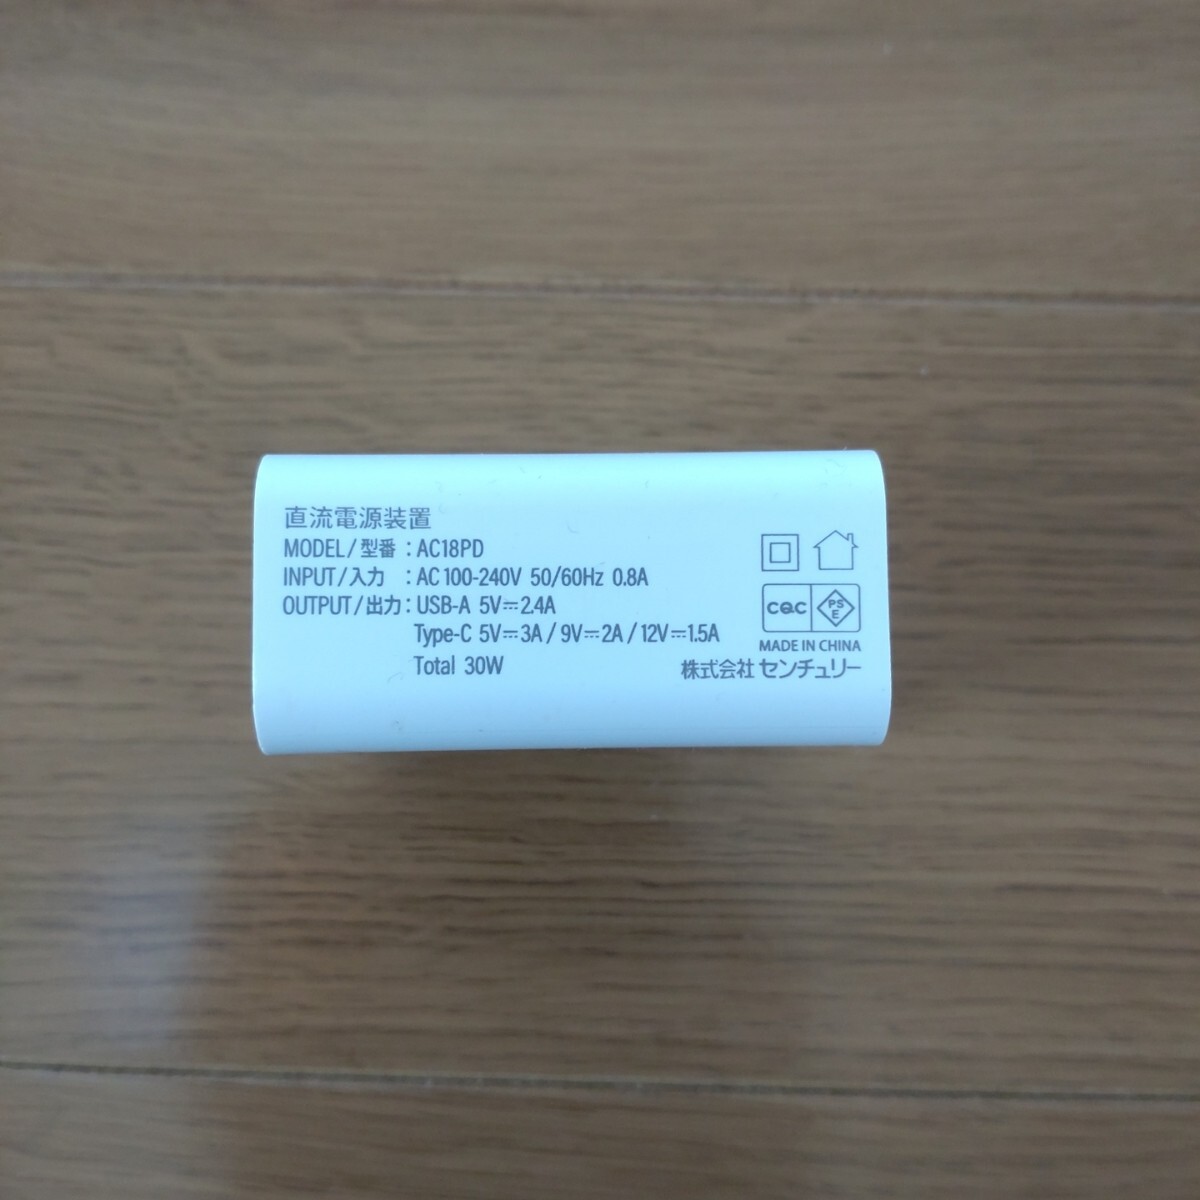 直流電源装置
MODEL/型番 : AC18PD
INPUT/入力 : AC 100-240V 50/60Hz 0.8A
OUTPUT/出力 : USB-A 5V⎓2.4A
Type-C 5V⎓3A / 9V⎓2A / 12V⎓1.5A
Total 30W
CQC
PS
E
MADE IN CHINA
株式会社 センチュリー